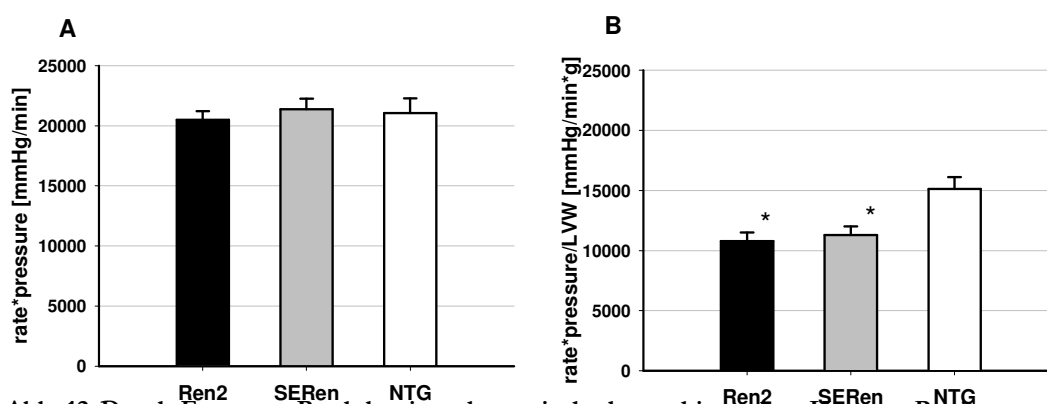 A
B
25000
20000
15000
10000
5000
0
rate*pressure [mmHg/min]
Ren2
SERen
NTG
25000
20000
15000
10000
5000
0
rate*pressure/LVW [mmHg/min*g]
*
*
Ren2
SERen
NTG